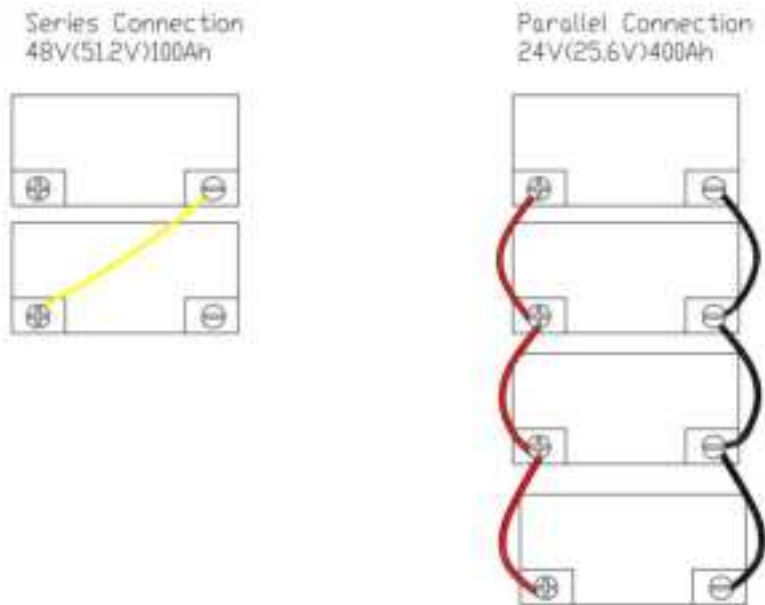 Series Connection
48V(51.2V)100Ah
Parallel Connection
24V(25.6V)400Ah